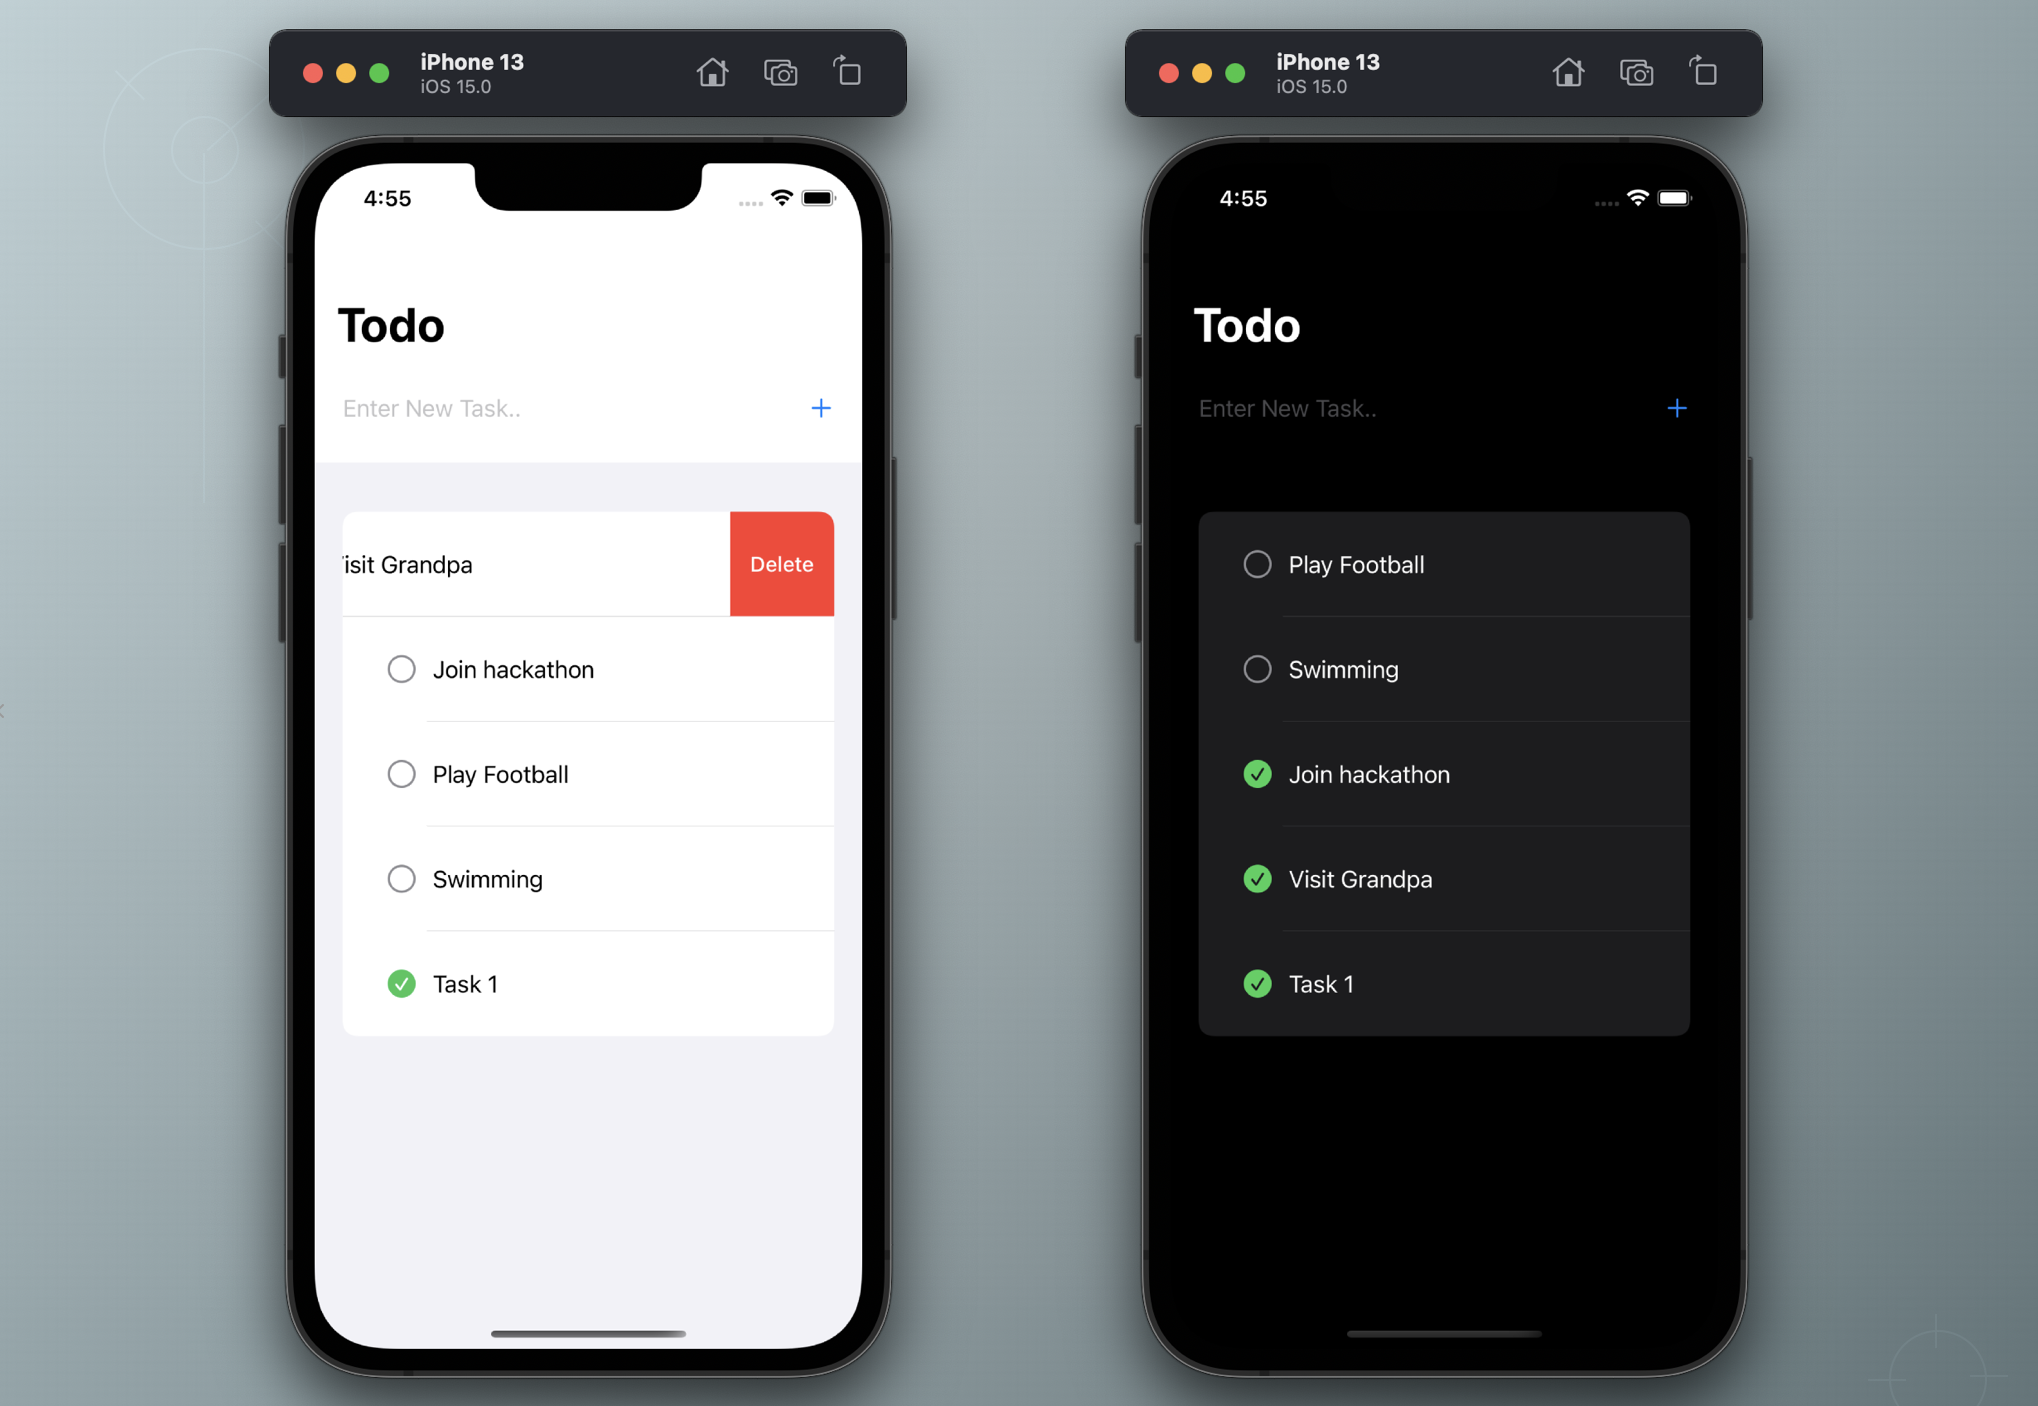 iPhone 13
iOS 15.0
4:55
Todo
Enter New Task..
isit Grandpa
Delete
Join hackathon
Play Football
Swimming
Task 1
iPhone 13
iOS 15.0
4:55
Todo
Enter New Task..
Play Football
Swimming
Join hackathon
Visit Grandpa
Task 1